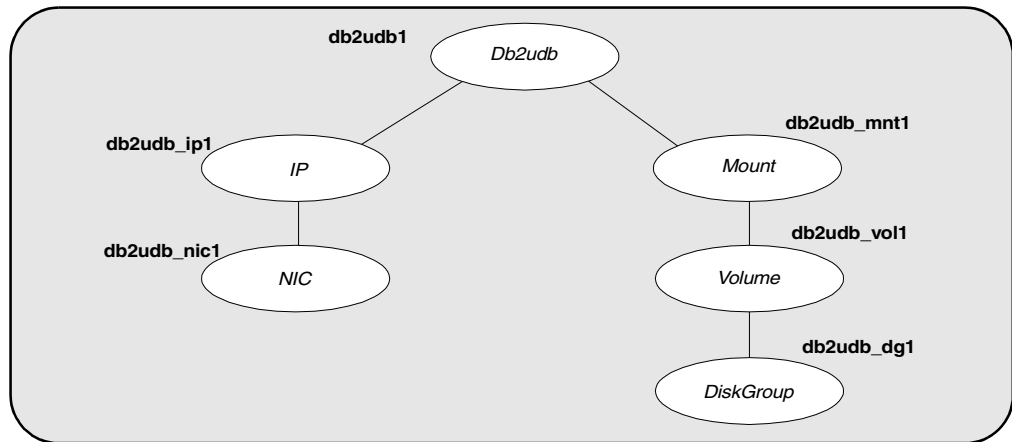 db2udb1
Db2udb
db2udb_ip1
IP
db2udb_mnt1
Mount
db2udb_nic1
NIC
db2udb_vol1
Volume
db2udb_dg1
DiskGroup